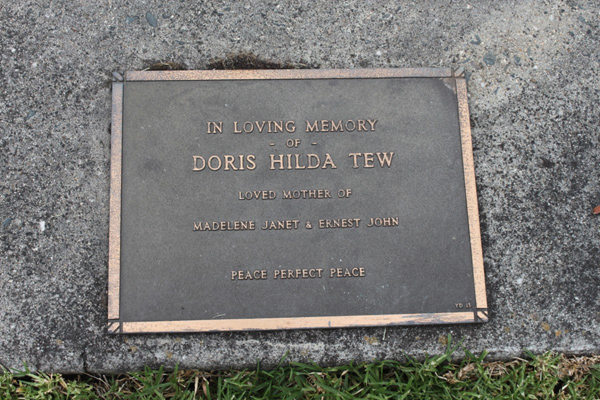 IN LOVING MEMORY
- OF -
DORIS HILDA TEW
LOVED MOTHER OF
MADELENE JANET & ERNEST JOHN
PEACE PERFECT PEACE